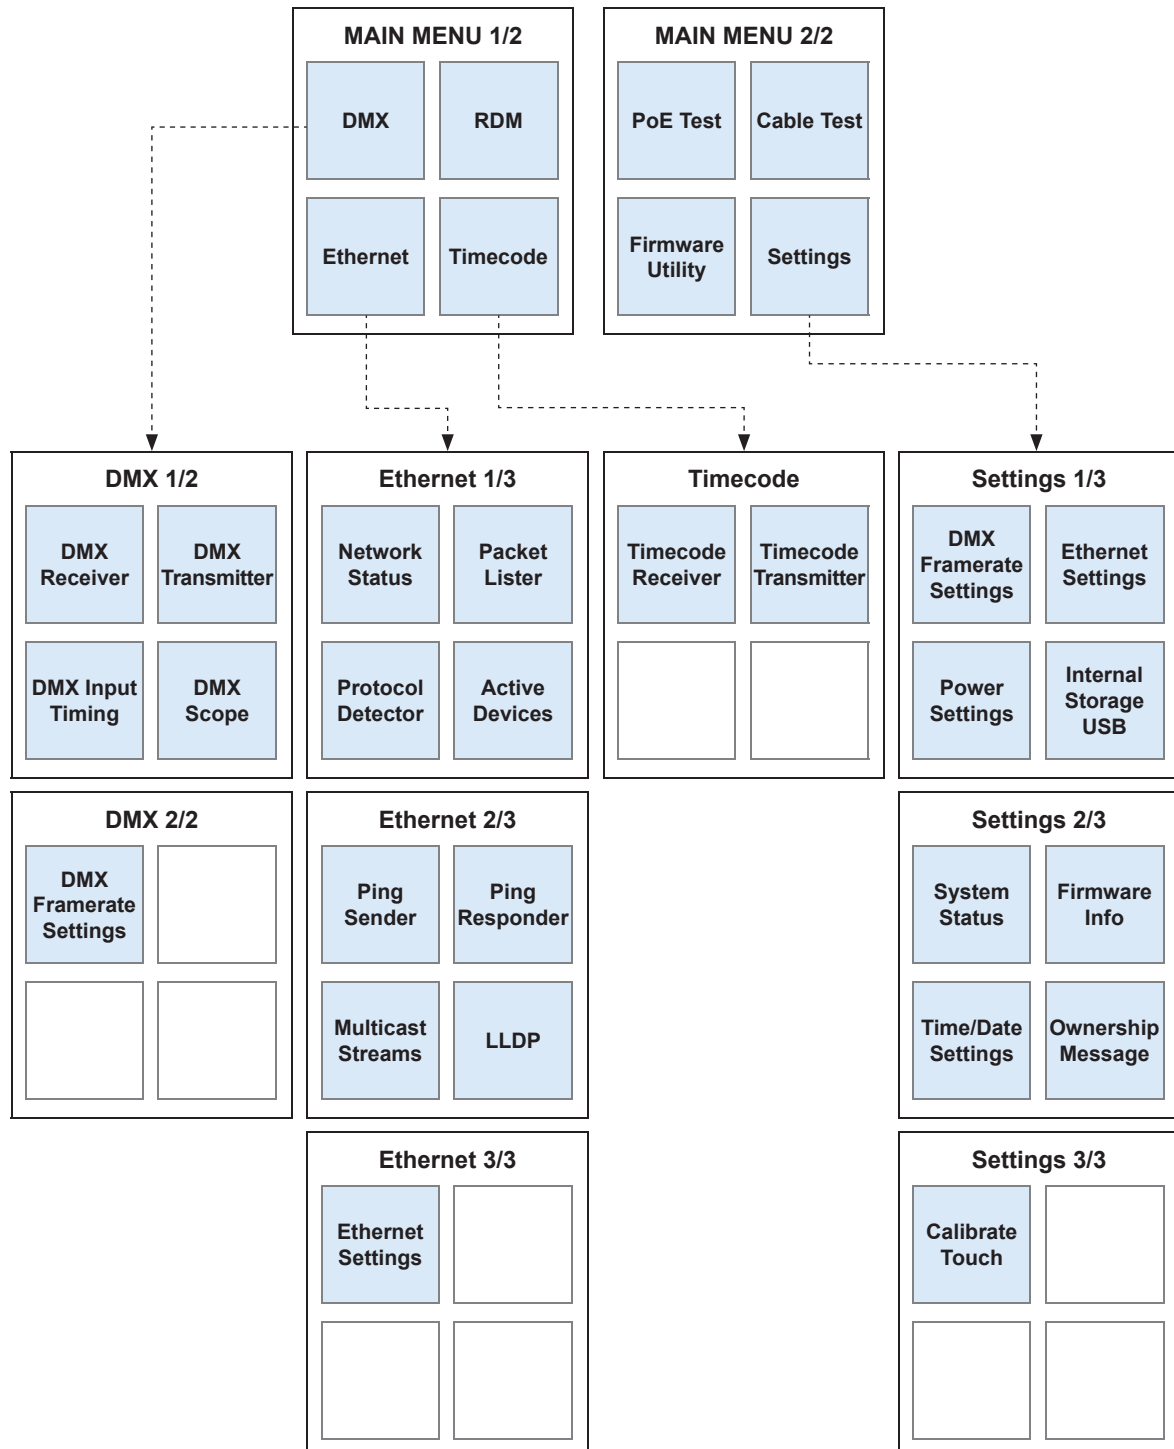 MAIN MENU 1/2
DMX
RDM
Ethernet
Timecode
MAIN MENU 2/2
PoE Test
Cable Test
Firmware
Utility
Settings
DMX 1/2
DMX
Receiver
DMX
Transmitter
DMX Input
Timing
DMX
Scope
DMX 2/2
DMX
Framerate
Settings
Ethernet 1/3
Network
Status
Packet
Lister
Protocol
Detector
Active
Devices
Ethernet 2/3
Ping
Sender
Ping
Responder
Multicast
Streams
LLDP
Ethernet 3/3
Ethernet
Settings
Timecode
Timecode
Receiver
Timecode
Transmitter
Settings 1/3
DMX
Framerate
Settings
Ethernet
Settings
Power
Settings
Internal
Storage
USB
Settings 2/3
System
Status
Firmware
Info
Time/Date
Settings
Ownership
Message
Settings 3/3
Calibrate
Touch